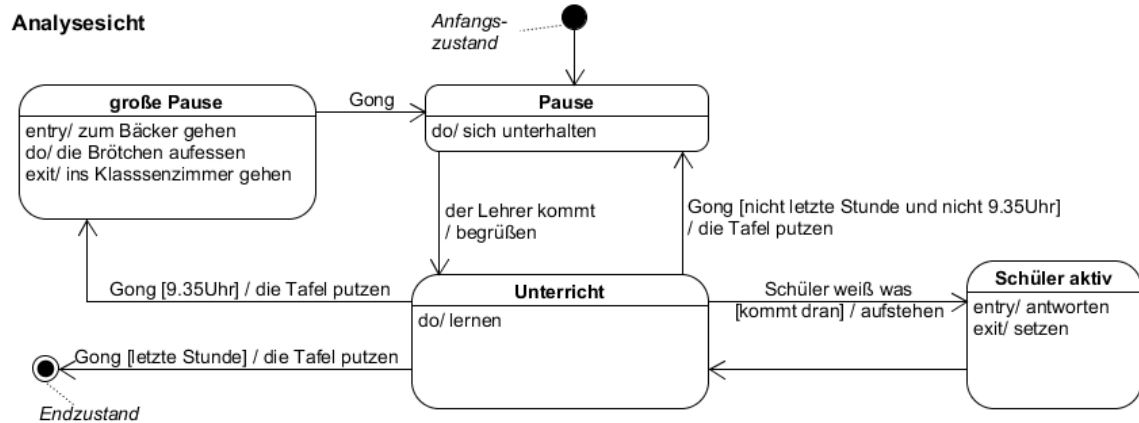 Analysesicht
Anfangs-
zustand
große Pause
entry/ zum Bäcker gehen
do/ die Brötchen aufessen
exit/ ins Klasssenzimmer gehen
Gong
Pause
do/ sich unterhalten
der Lehrer kommt
/ begrüßen
Gong [nicht letzte Stunde und nicht 9.35Uhr]
/ die Tafel putzen
Gong [9.35Uhr] / die Tafel putzen
Unterricht
do/ lernen
Schüler weiß was
[kommt dran] / aufstehen
Schüler aktiv
entry/ antworten
exit/ setzen
Gong [letzte Stunde] / die Tafel putzen
Endzustand